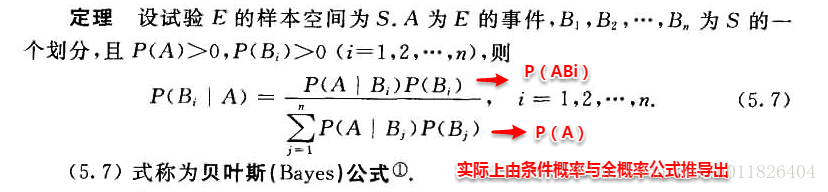 定理 设试验 E 的样本空间为 S. A 为 E 的事件, B₁, B₂, ⋯, Bₙ 为 S 的一
个划分, 且 P(A)>0, P(Bᵢ)>0 (i=1,2,⋯,n), 则
P(Bᵢ | A) = P(A | Bᵢ)P(Bᵢ) / ∑ⱼ₌₁ⁿ P(A | Bⱼ)P(Bⱼ), i = 1,2,⋯,n. (5.7)
P(ABi)
P(A)
(5.7) 式称为贝叶斯(Bayes)公式①.
实际上由条件概率与全概率公式推导出